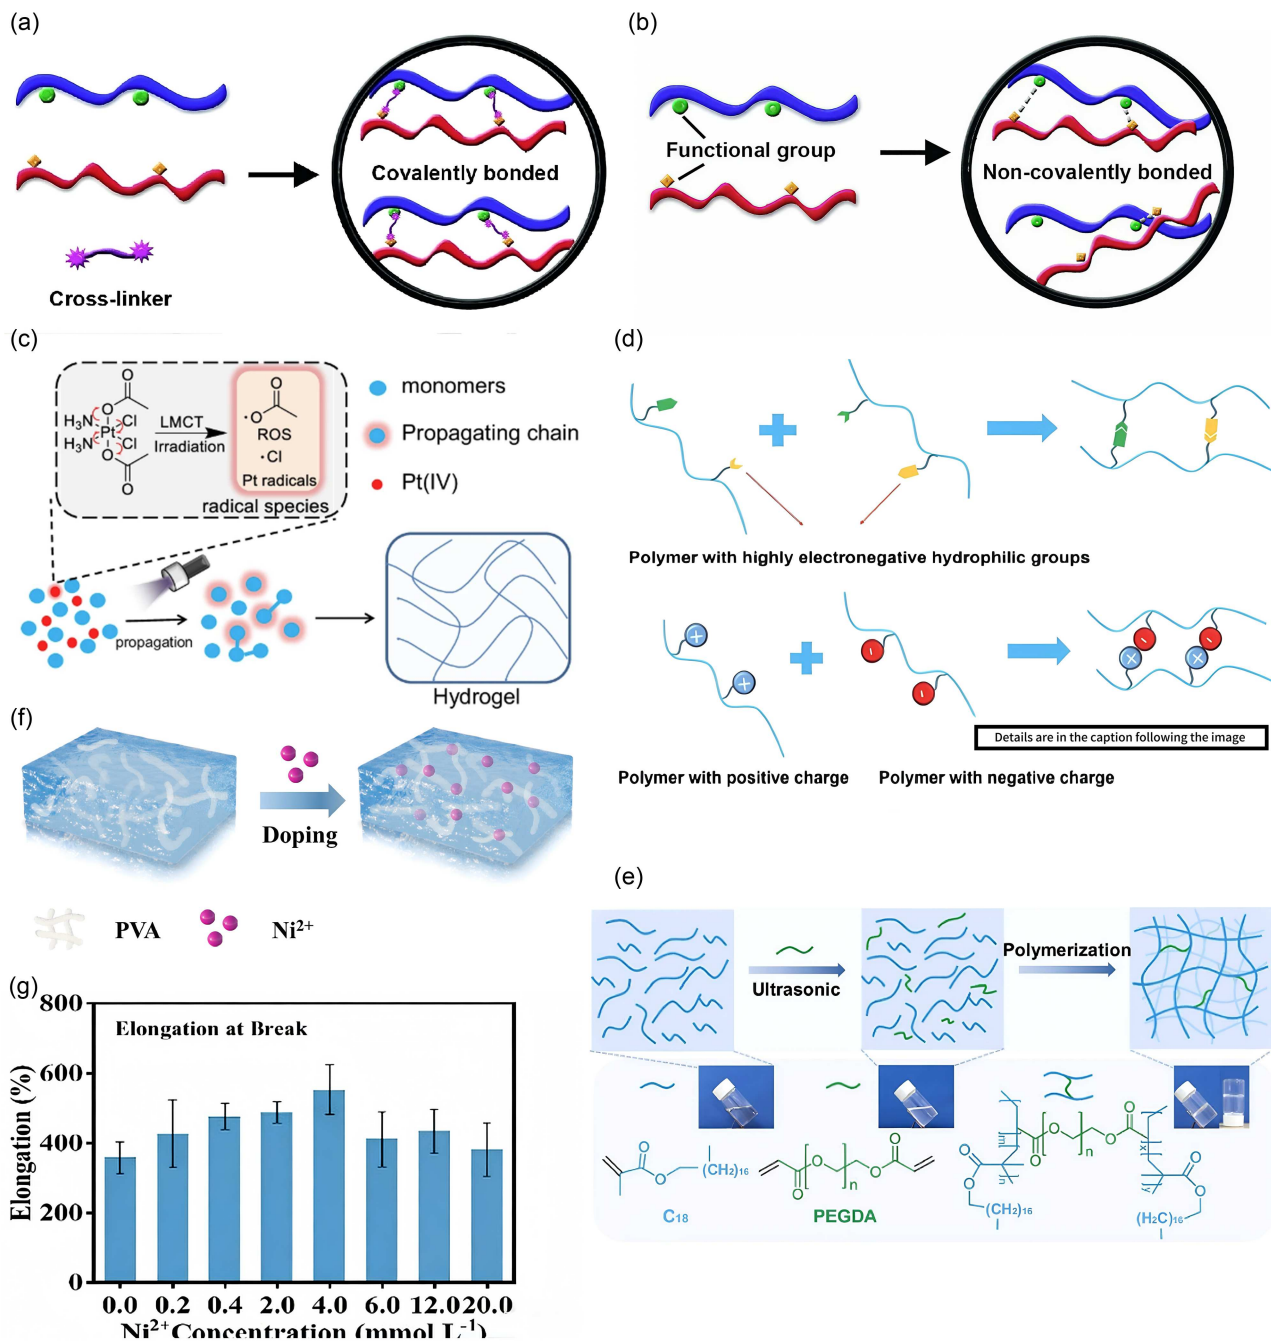 (a)
Covalently bonded
Cross-linker
(b)
Functional group
Non-covalently bonded
(c)
O
O
H₃N
Cl
Pt
H₃N
Cl
O
O
LMCT
Irradiation
O
·O
ROS
·Cl
Pt radicals
radical species
monomers
Propagating chain
Pt(IV)
propagation
Hydrogel
(d)
Polymer with highly electronegative hydrophilic groups
+
+
-
-
-
-
+
+
Details are in the caption following the image
Polymer with positive charge
Polymer with negative charge
(f)
Doping
PVA
Ni²⁺
(e)
Ultrasonic
Polymerization
O
O
(CH₂)₁₆
C₁₈
O
O
O
n
O
O
PEGDA
m
n
O
O
O
O
n
O
O
x
y
O
O
O
O
(CH₂)₁₆
(H₂C)₁₆
(g)
Elongation at Break
Elongation (%)
800
600
400
200
0
0.0 0.2 0.4 2.0 4.0 6.0 12.0 20.0
Ni²⁺Concentration (mmol L⁻¹)